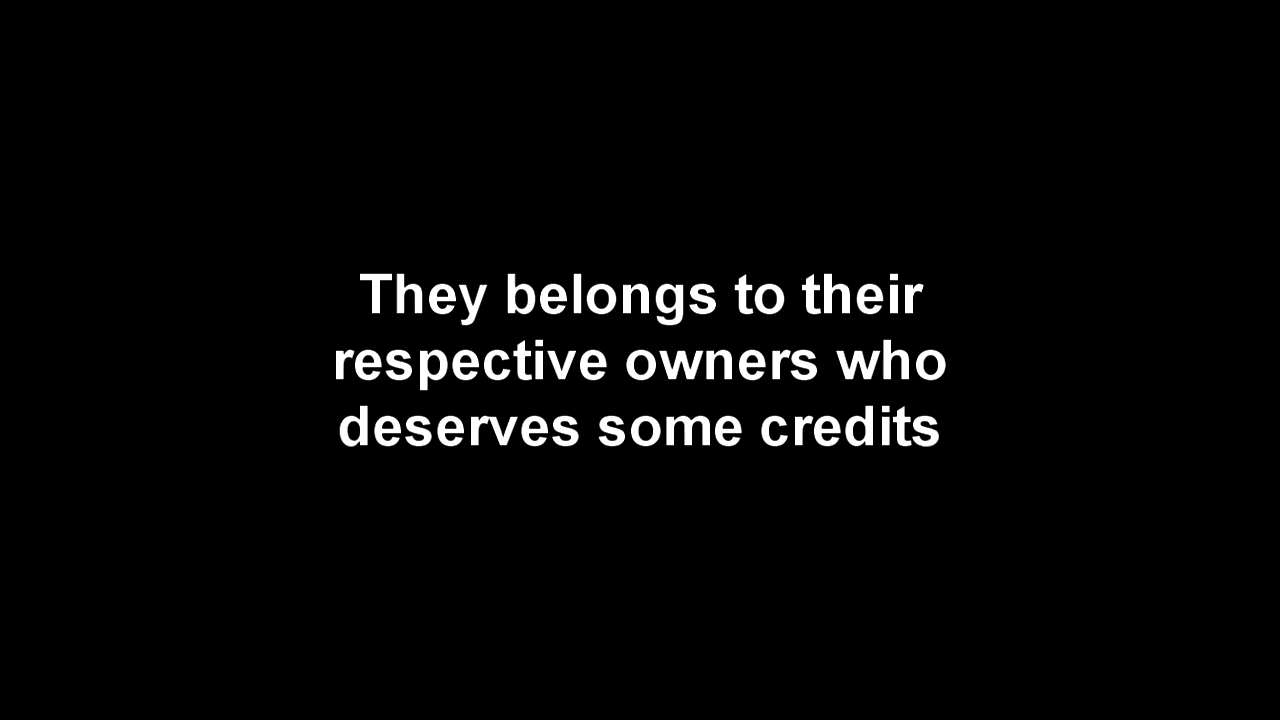 They belongs to their
respective owners who
deserves some credits